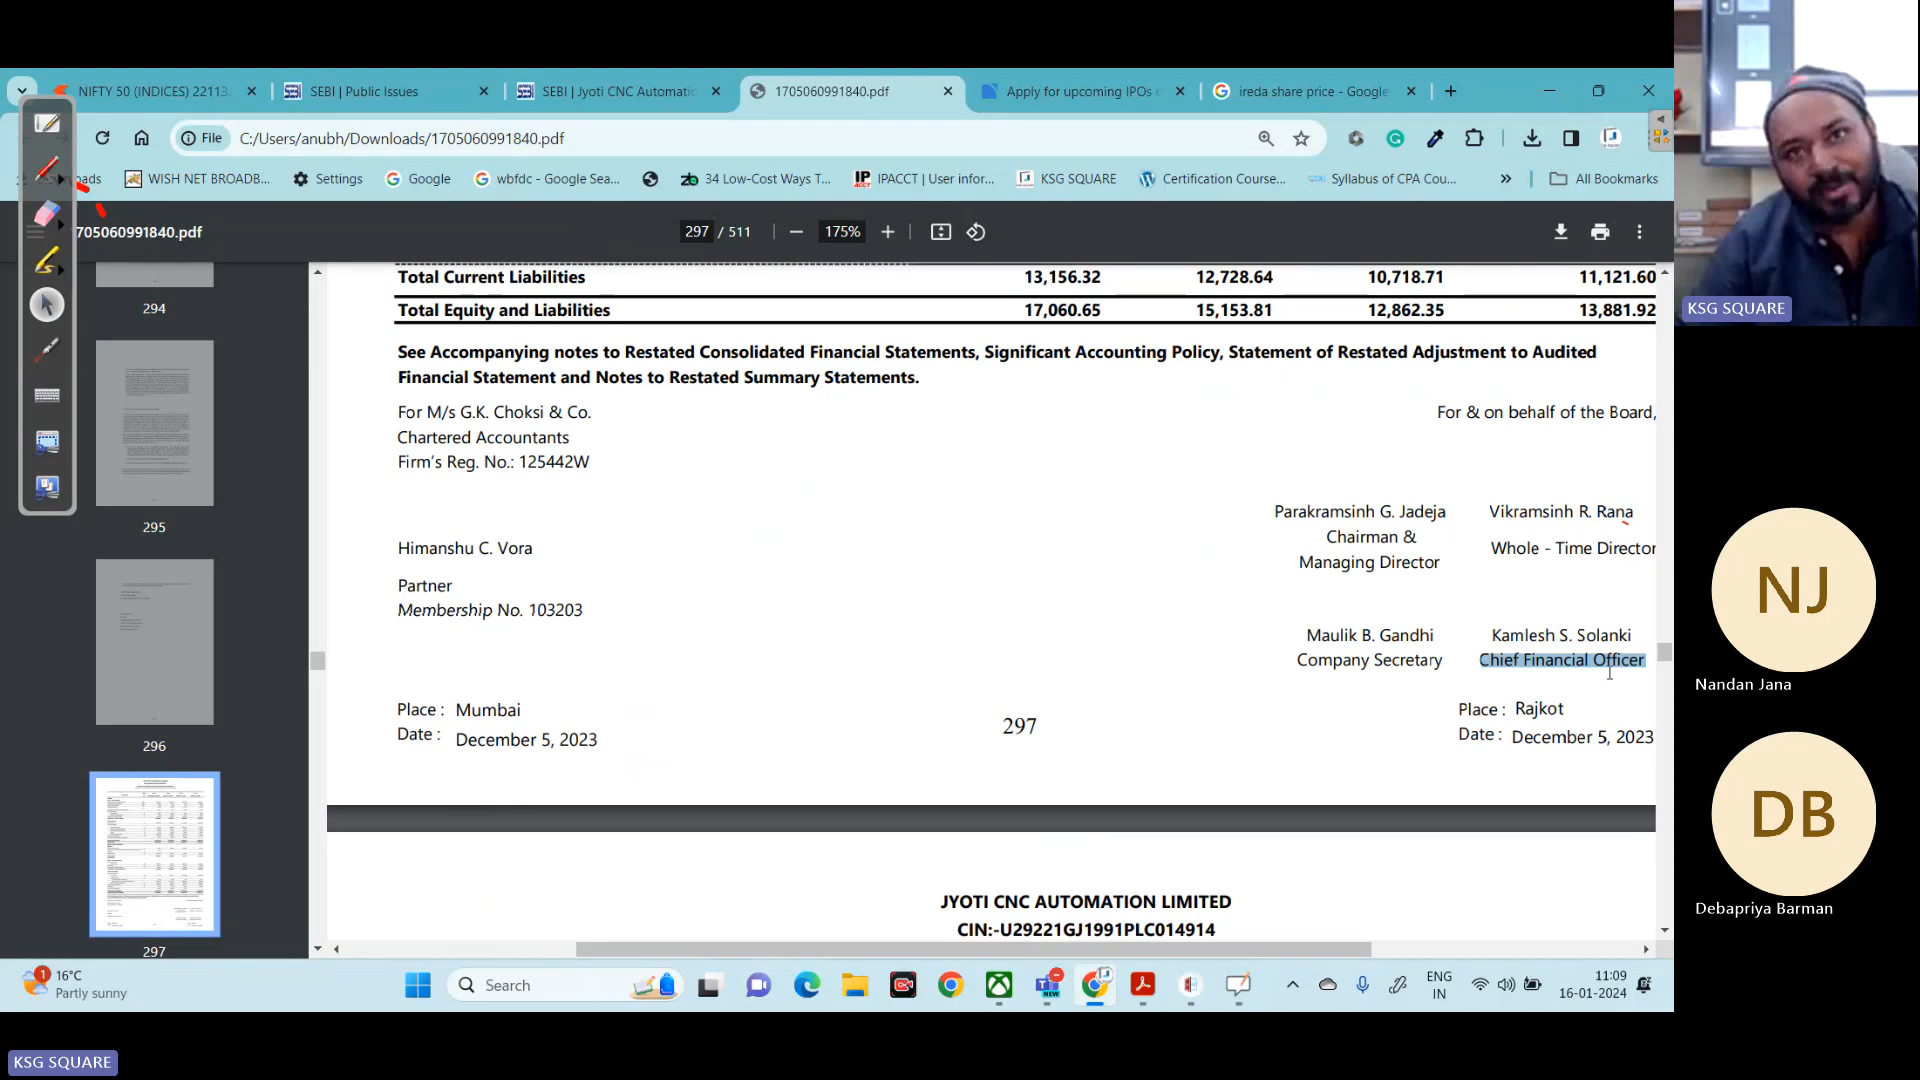 NIFTY 50 (INDICES) 22113.
SEBI | Public Issues
SEBI | Jyoti CNC Automatic
1705060991840.pdf
Apply for upcoming IPOs
ireda share price - Google
File C:/Users/anubh/Downloads/1705060991840.pdf
WISH NET BROADB...
Settings
Google
wbfdc - Google Sea...
34 Low-Cost Ways T...
IPACCT | User infor...
KSG SQUARE
Certification Course...
Syllabus of CPA Cou...
»
All Bookmarks
705060991840.pdf
297 / 511
175%
294
295
296
297
Total Current Liabilities 13,156.32 12,728.64 10,718.71 11,121.60
Total Equity and Liabilities 17,060.65 15,153.81 12,862.35 13,881.92
See Accompanying notes to Restated Consolidated Financial Statements, Significant Accounting Policy, Statement of Restated Adjustment to Audited
Financial Statement and Notes to Restated Summary Statements.
For M/s G.K. Choksi & Co. For & on behalf of the Board,
Chartered Accountants
Firm's Reg. No.: 125442W
Parakramsinh G. Jadeja Vikramsinh R. Rana
Chairman &
Himanshu C. Vora Whole - Time Director
Managing Director
Partner
Membership No. 103203
Maulik B. Gandhi Kamlesh S. Solanki
Company Secretary Chief Financial Officer
Place : Mumbai Place : Rajkot
Date : December 5, 2023 Date : December 5, 2023
297
JYOTI CNC AUTOMATION LIMITED
CIN:-U29221GJ1991PLC014914
KSG SQUARE
NJ
Nandan Jana
DB
Debapriya Barman
1
16°C
Partly sunny
Search
NEW
ENG
IN
11:09
16-01-2024
KSG SQUARE